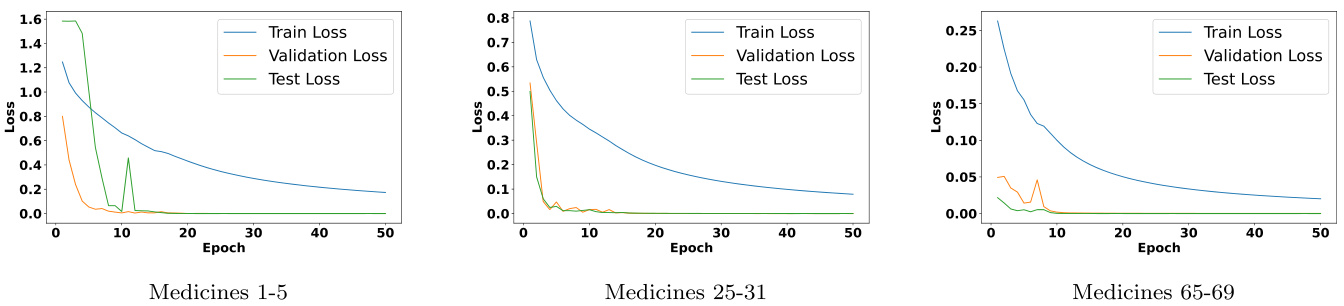 1.6
1.4
1.2
1.0
0.8
0.6
0.4
0.2
0.0
Loss
Train Loss
Validation Loss
Test Loss
0 10 20 30 40 50
Epoch
Medicines 1-5
0.8
0.7
0.6
0.5
0.4
0.3
0.2
0.1
0.0
Loss
Train Loss
Validation Loss
Test Loss
0 10 20 30 40 50
Epoch
Medicines 25-31
0.25
0.20
0.15
0.10
0.05
0.00
Loss
Train Loss
Validation Loss
Test Loss
0 10 20 30 40 50
Epoch
Medicines 65-69